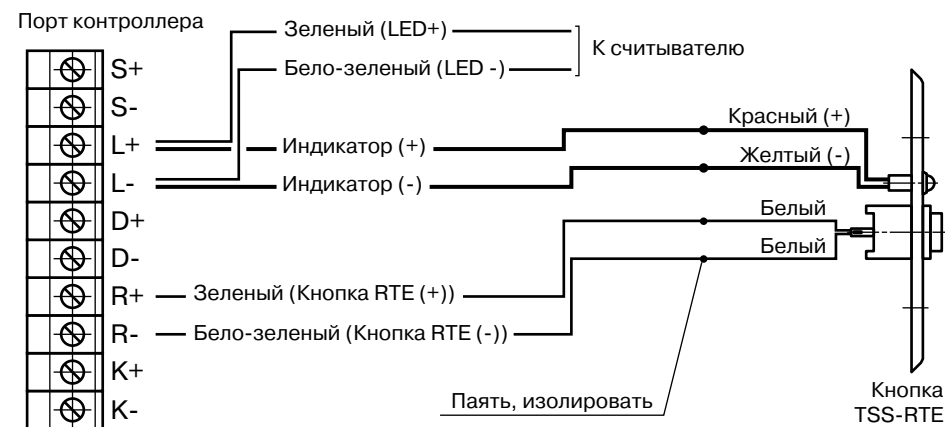 Порт контроллера
Зеленый (LED+)
К считывателю
Бело-зеленый (LED -)
S+
S-
L+
L-
D+
D-
R+
R-
K+
K-
Индикатор (+)
Индикатор (-)
Красный (+)
Желтый (-)
Белый
Белый
Зеленый (Кнопка RTE (+))
Бело-зеленый (Кнопка RTE (-))
Паять, изолировать
Кнопка
TSS-RTE